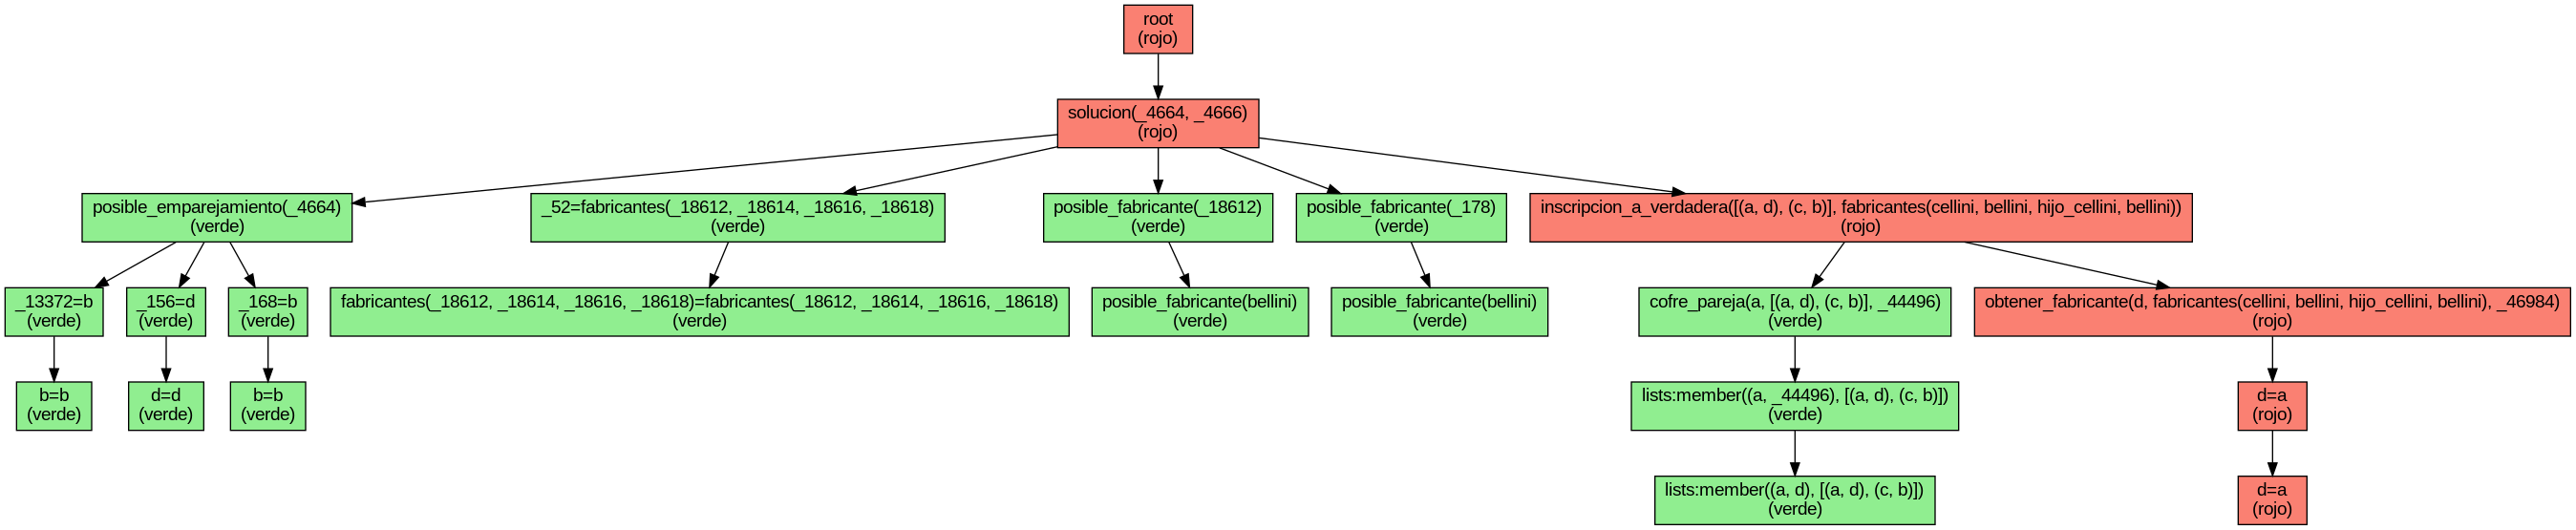 root
(rojo)
solucion(_4664, _4666)
(rojo)
posible_emparejamiento(_4664)
(verde)
_52=fabricantes(_18612, _18614, _18616, _18618)
(verde)
posible_fabricante(_18612)
(verde)
posible_fabricante(_178)
(verde)
inscripcion_a_verdadera([(a, d), (c, b)], fabricantes(cellini, bellini, hijo_cellini, bellini))
(rojo)
_13372=b
(verde)
_156=d
(verde)
_168=b
(verde)
fabricantes(_18612, _18614, _18616, _18618)=fabricantes(_18612, _18614, _18616, _18618)
(verde)
posible_fabricante(bellini)
(verde)
posible_fabricante(bellini)
(verde)
cofre_pareja(a, [(a, d), (c, b)], _44496)
(verde)
obtener_fabricante(d, fabricantes(cellini, bellini, hijo_cellini, bellini), _46984)
(rojo)
b=b
(verde)
d=d
(verde)
b=b
(verde)
lists:member((a, _44496), [(a, d), (c, b)])
(verde)
d=a
(rojo)
lists:member((a, d), [(a, d), (c, b)])
(verde)
d=a
(rojo)